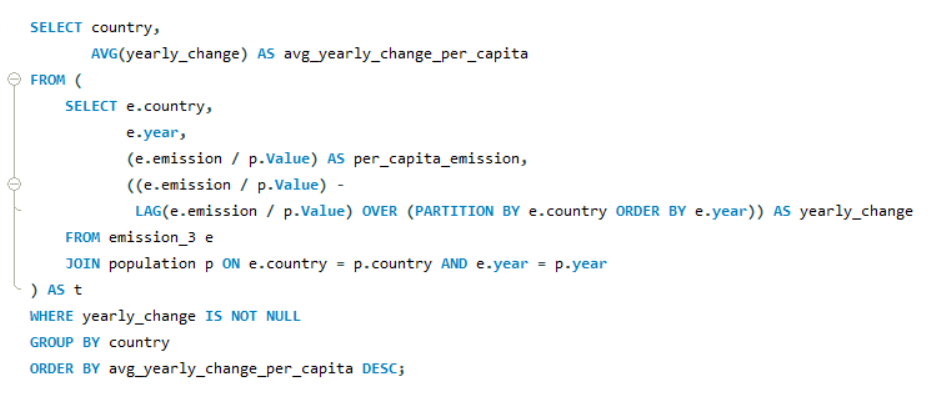 SELECT country,
       AVG(yearly_change) AS avg_yearly_change_per_capita
FROM (
    SELECT e.country,
           e.year,
           (e.emission / p.Value) AS per_capita_emission,
           ((e.emission / p.Value) -
            LAG(e.emission / p.Value) OVER (PARTITION BY e.country ORDER BY e.year)) AS yearly_change
    FROM emission_3 e
    JOIN population p ON e.country = p.country AND e.year = p.year
) AS t
WHERE yearly_change IS NOT NULL
GROUP BY country
ORDER BY avg_yearly_change_per_capita DESC;